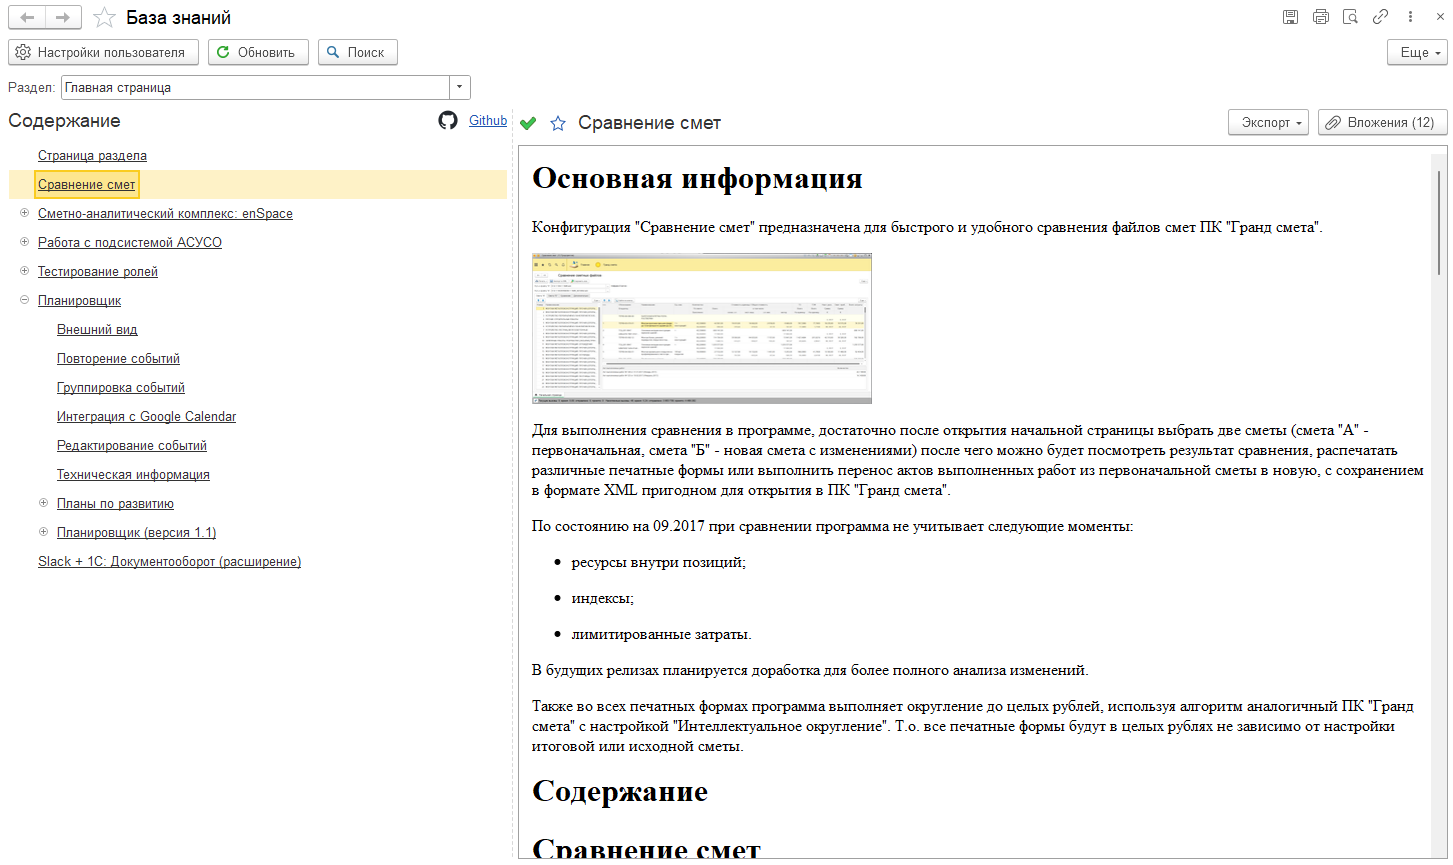 База знаний
Настройки пользователя
Обновить
Поиск
Еще
Раздел:
Главная страница
Содержание
Github
Страница раздела
Сравнение смет
Сметно-аналитический комплекс: enSpace
Работа с подсистемой АСУСО
Тестирование ролей
Планировщик
Внешний вид
Повторение событий
Группировка событий
Интеграция с Google Calendar
Редактирование событий
Техническая информация
Планы по развитию
Планировщик (версия 1.1)
Slack + 1С: Документооборот (расширение)
Сравнение смет
Экспорт
Вложения (12)
Основная информация
Конфигурация "Сравнение смет" предназначена для быстрого и удобного сравнения файлов смет ПК "Гранд смета".
Для выполнения сравнения в программе, достаточно после открытия начальной страницы выбрать две сметы (смета "А" -
первоначальная, смета "Б" - новая смета с изменениями) после чего можно будет посмотреть результат сравнения, распечатать
различные печатные формы или выполнить перенос актов выполненных работ из первоначальной сметы в новую, с сохранением
в формате XML пригодном для открытия в ПК "Гранд смета".
По состоянию на 09.2017 при сравнении программа не учитывает следующие моменты:
ресурсы внутри позиций;
индексы;
лимитированные затраты.
В будущих релизах планируется доработка для более полного анализа изменений.
Также во всех печатных формах программа выполняет округление до целых рублей, используя алгоритм аналогичный ПК "Гранд
смета" с настройкой "Интеллектуальное округление". Т.о. все печатные формы будут в целых рублях не зависимо от настройки
итоговой или исходной сметы.
Содержание
Сравнение смет